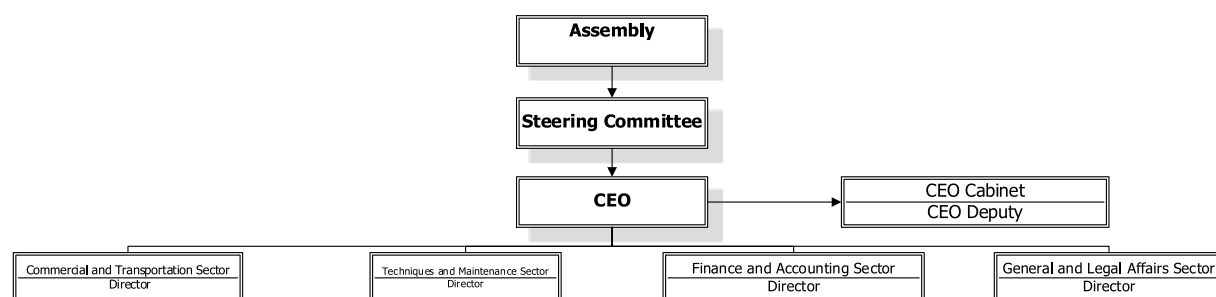 Assembly
Steering Committee
CEO
CEO Cabinet
CEO Deputy
Commercial and Transportation Sector
Director
Techniques and Maintenance Sector
Director
Finance and Accounting Sector
Director
General and Legal Affairs Sector
Director